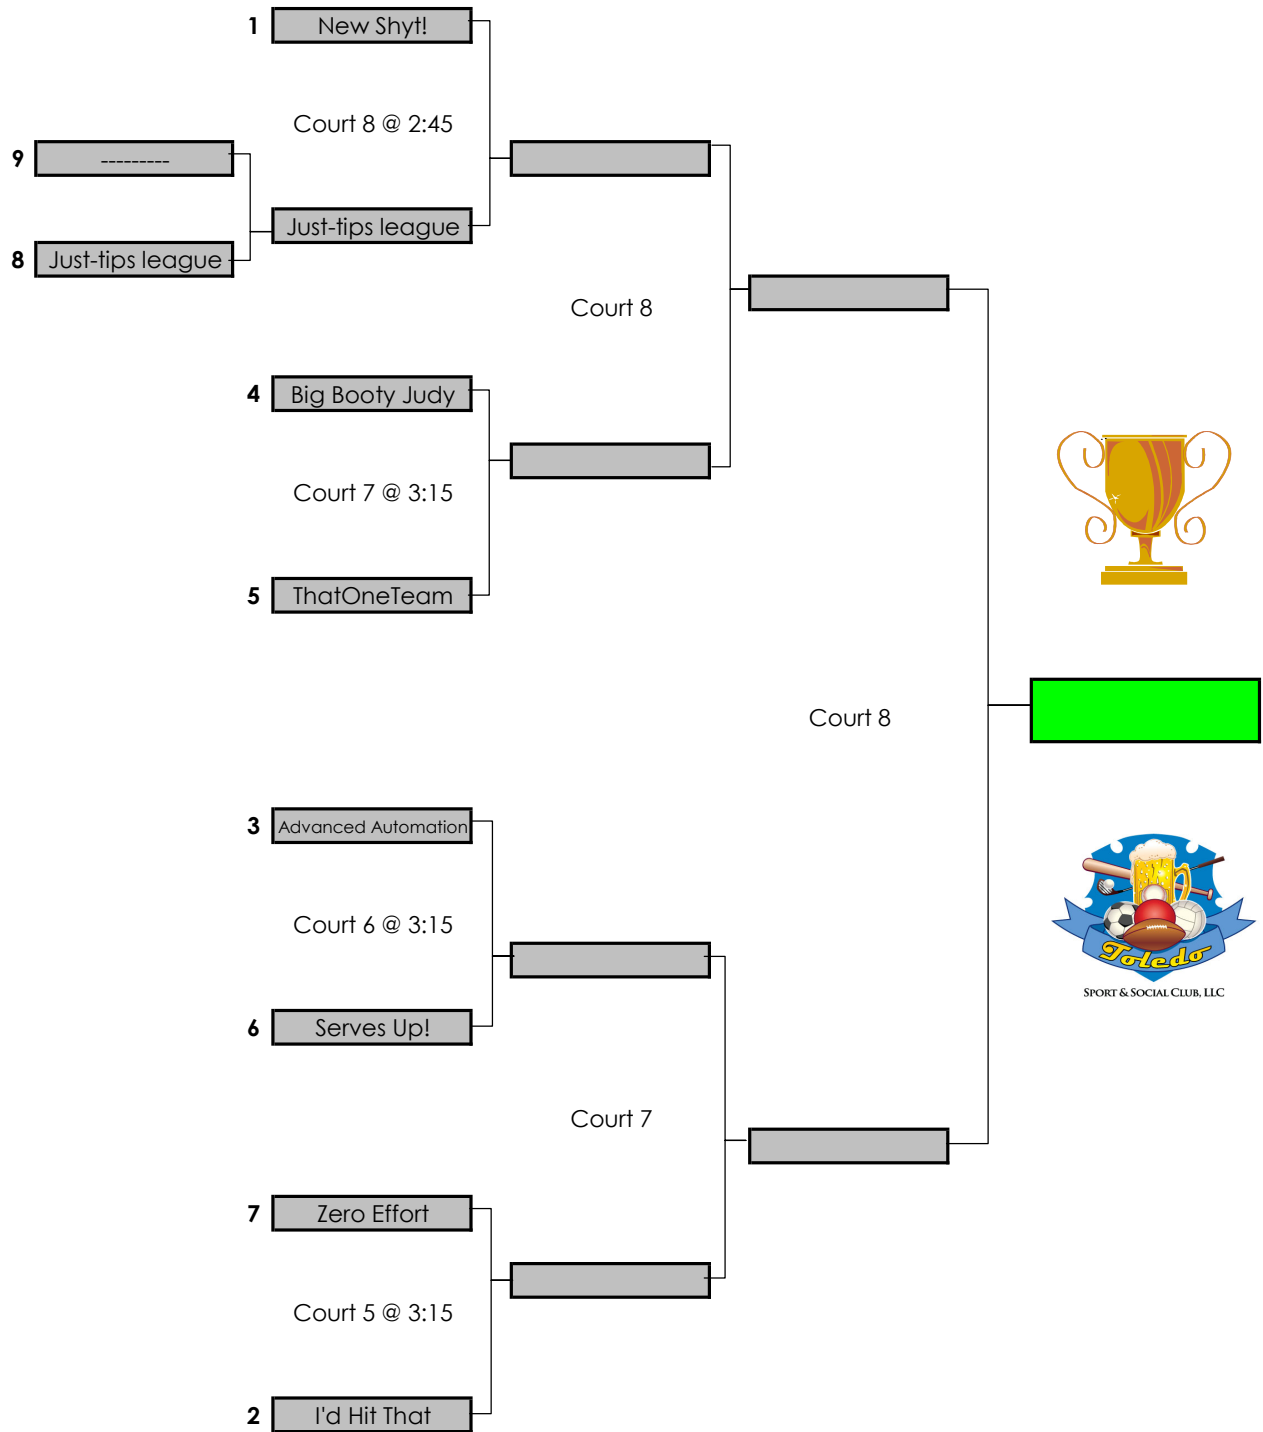 1 New Shyt!
Court 8 @ 2:45
9 ---------
Just-tips league
8 Just-tips league
Court 8
4 Big Booty Judy
Court 7 @ 3:15
5 ThatOneTeam
Court 8
3 Advanced Automation
Court 6 @ 3:15
6 Serves Up!
Toledo
SPORT & SOCIAL CLUB, LLC
Court 7
7 Zero Effort
Court 5 @ 3:15
2 I'd Hit That